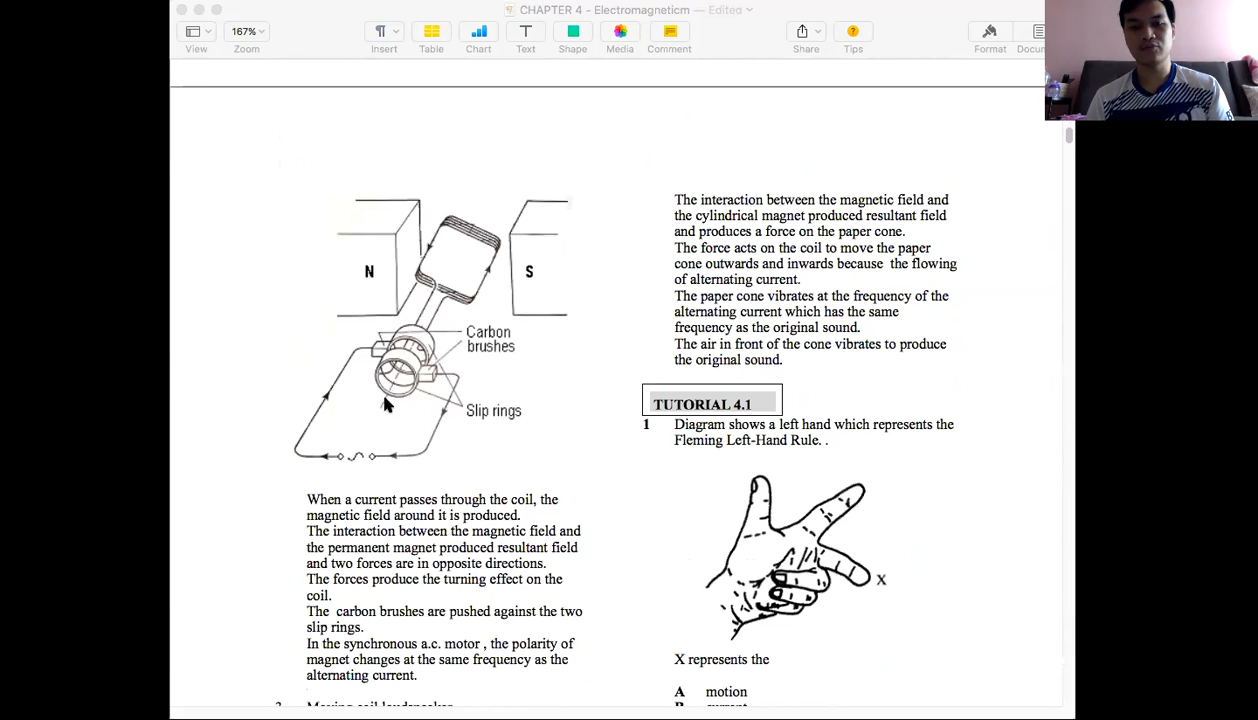 CHAPTER 4 - Electromagneticm — Edited
167%
View
Zoom
Insert
Table
Chart
Text
Shape
Media
Comment
Share
Tips
Format
Docum
N
S
Carbon
brushes
Slip rings
When a current passes through the coil, the
magnetic field around it is produced.
The interaction between the magnetic field and
the permanent magnet produced resultant field
and two forces are in opposite directions.
The forces produce the turning effect on the
coil.
The carbon brushes are pushed against the two
slip rings.
In the synchronous a.c. motor , the polarity of
magnet changes at the same frequency as the
alternating current.
The interaction between the magnetic field and
the cylindrical magnet produced resultant field
and produces a force on the paper cone.
The force acts on the coil to move the paper
cone outwards and inwards because the flowing
of alternating current.
The paper cone vibrates at the frequency of the
alternating current which has the same
frequency as the original sound.
The air in front of the cone vibrates to produce
the original sound.
TUTORIAL 4.1
1 Diagram shows a left hand which represents the
Fleming Left-Hand Rule. .
X
X represents the
A motion